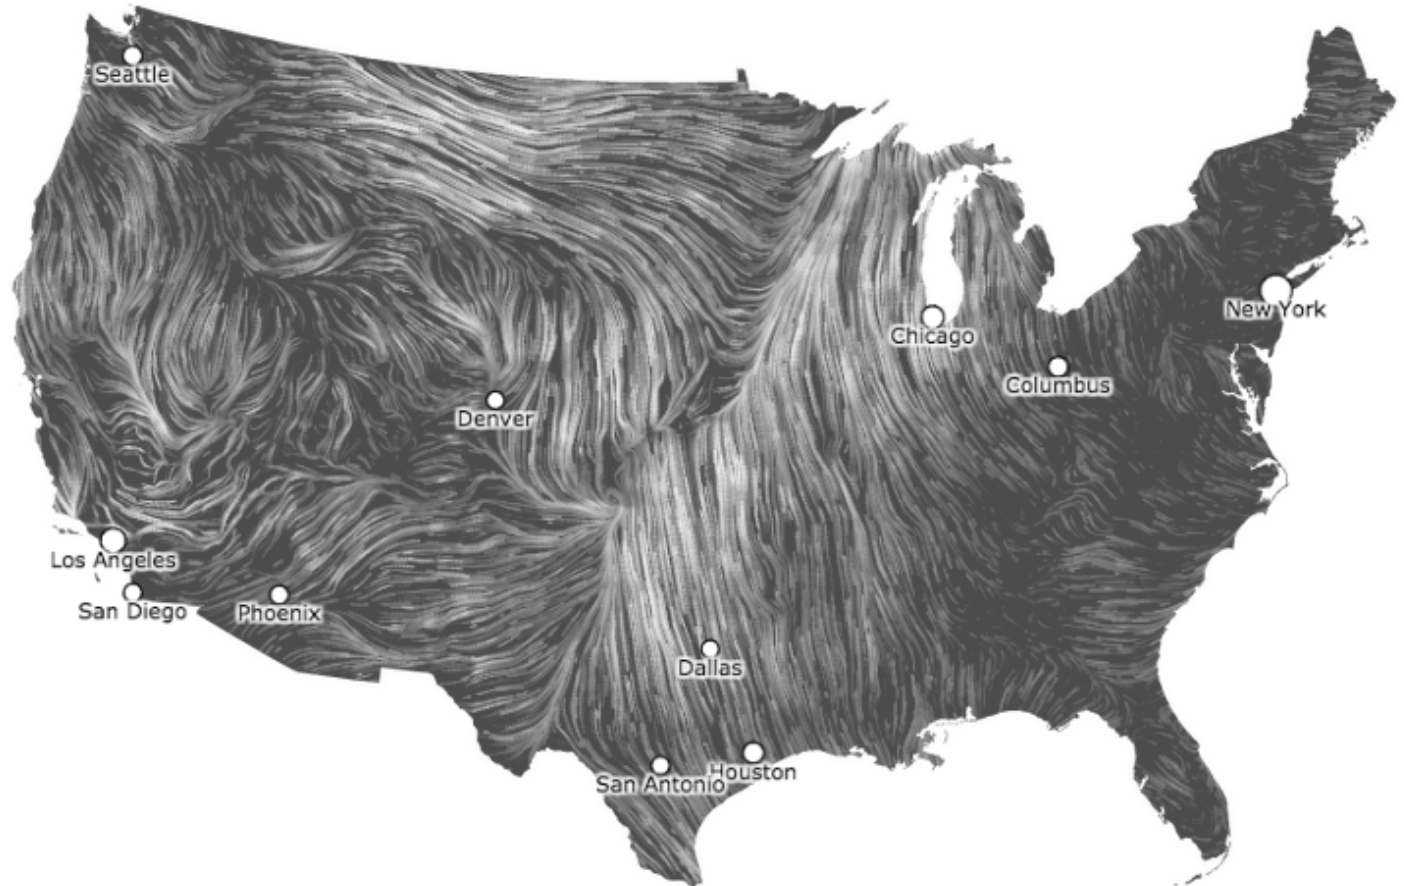 Seattle
New York
Chicago
Columbus
Denver
Los Angeles
San Diego
Phoenix
Dallas
Houston
San Antonio